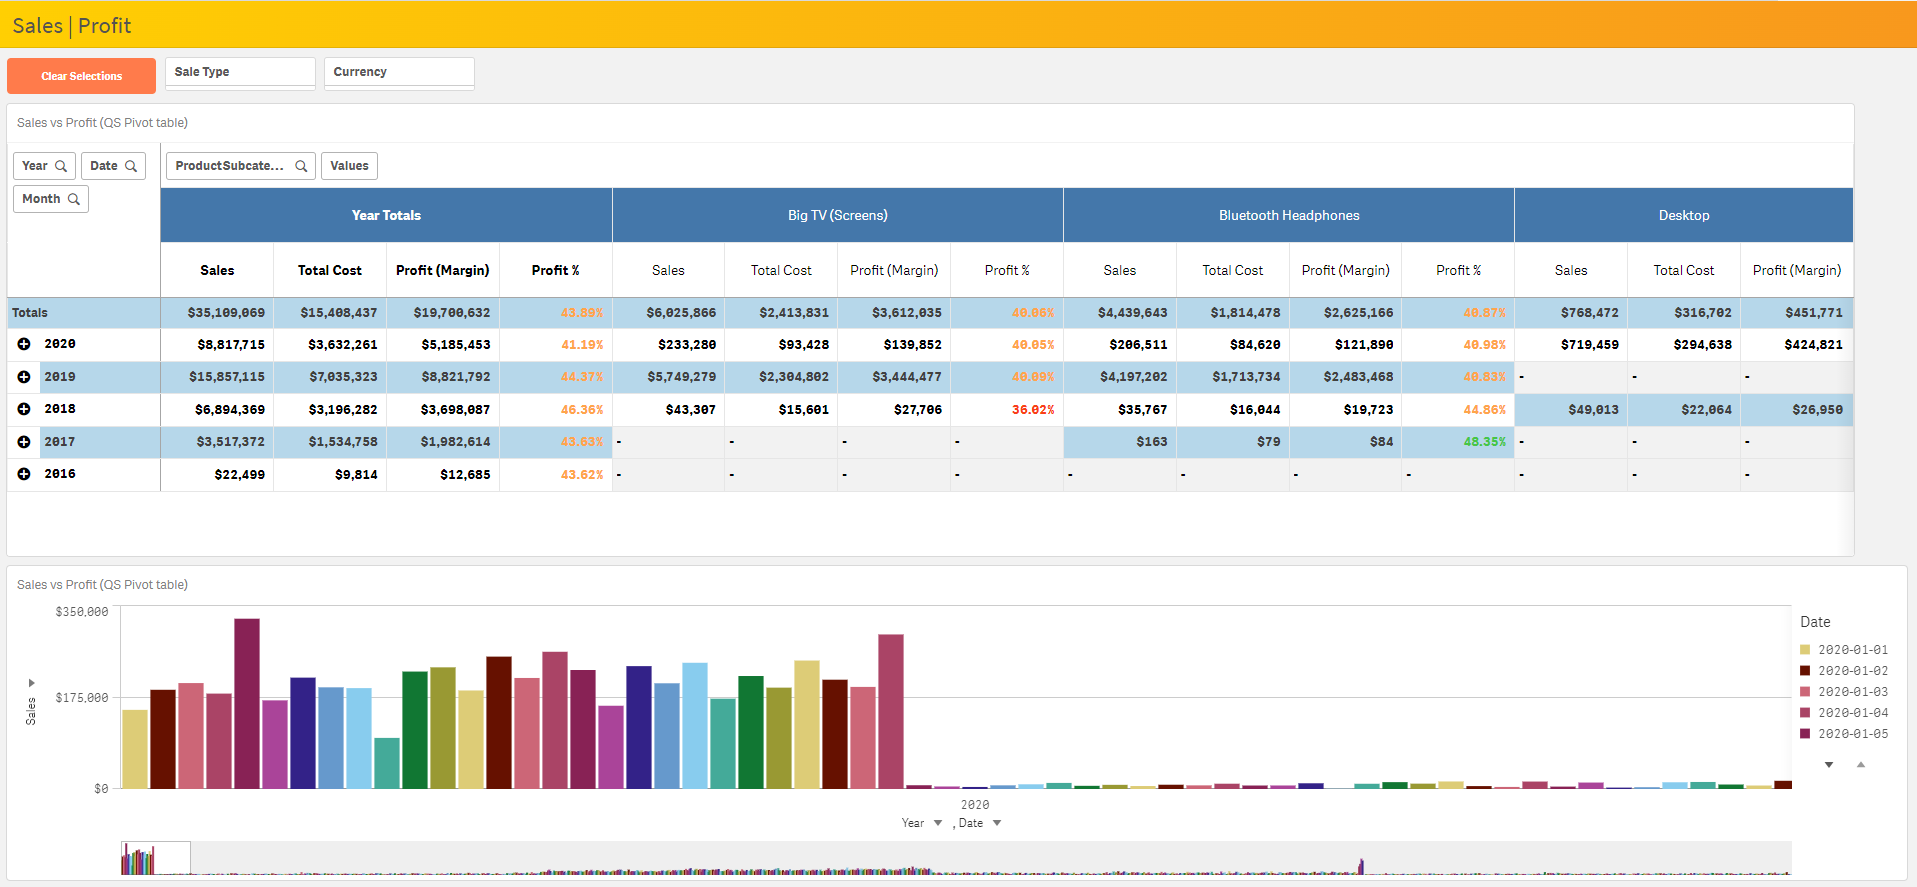 Sales | Profit
Clear Selections
Sale Type
Currency
Sales vs Profit (QS Pivot table)
Year Date ProductSubcate... Values
Month
Year Totals Big TV (Screens) Bluetooth Headphones Desktop
Sales Total Cost Profit (Margin) Profit % Sales Total Cost Profit (Margin) Profit % Sales Total Cost Profit (Margin) Profit % Sales Total Cost Profit (Margin)
Totals $35,109,069 $15,408,437 $19,700,632 43.89% $6,025,866 $2,413,831 $3,612,035 40.06% $4,439,643 $1,814,478 $2,625,166 40.87% $768,472 $316,702 $451,771
2020 $8,817,715 $3,632,261 $5,185,453 41.19% $233,280 $93,428 $139,852 40.05% $206,511 $84,620 $121,890 40.98% $719,459 $294,638 $424,821
2019 $15,857,115 $7,035,323 $8,821,792 44.37% $5,749,279 $2,304,802 $3,444,477 40.09% $4,197,202 $1,713,734 $2,483,468 40.83% - - -
2018 $6,894,369 $3,196,282 $3,698,087 46.36% $43,307 $15,601 $27,706 36.02% $35,767 $16,044 $19,723 44.86% $49,013 $22,064 $26,950
2017 $3,517,372 $1,534,758 $1,982,614 43.63% - - - - $163 $79 $84 48.35% - - -
2016 $22,499 $9,814 $12,685 43.62% - - - - - - - - - - -
Sales vs Profit (QS Pivot table)
$350,000
$175,000
$0
Sales
2020
Year , Date
Date
2020-01-01
2020-01-02
2020-01-03
2020-01-04
2020-01-05